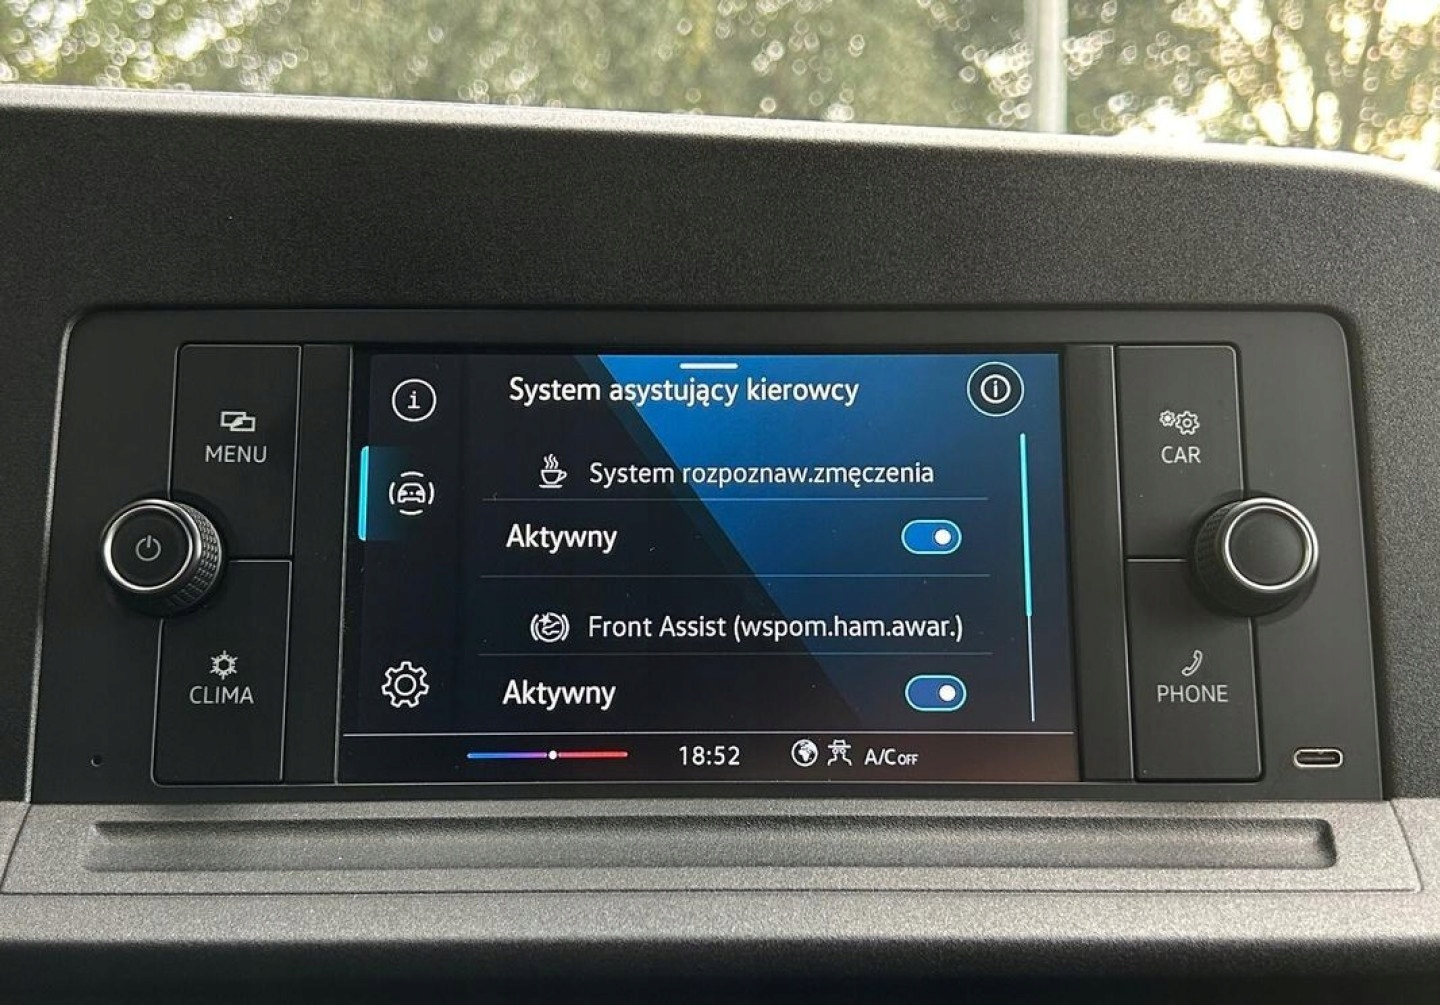 MENU
CLIMA
System asystujący kierowcy
System rozpoznaw.zmęczenia
Aktywny
Front Assist (wspom.ham.awar.)
Aktywny
18:52
A/C OFF
CAR
PHONE